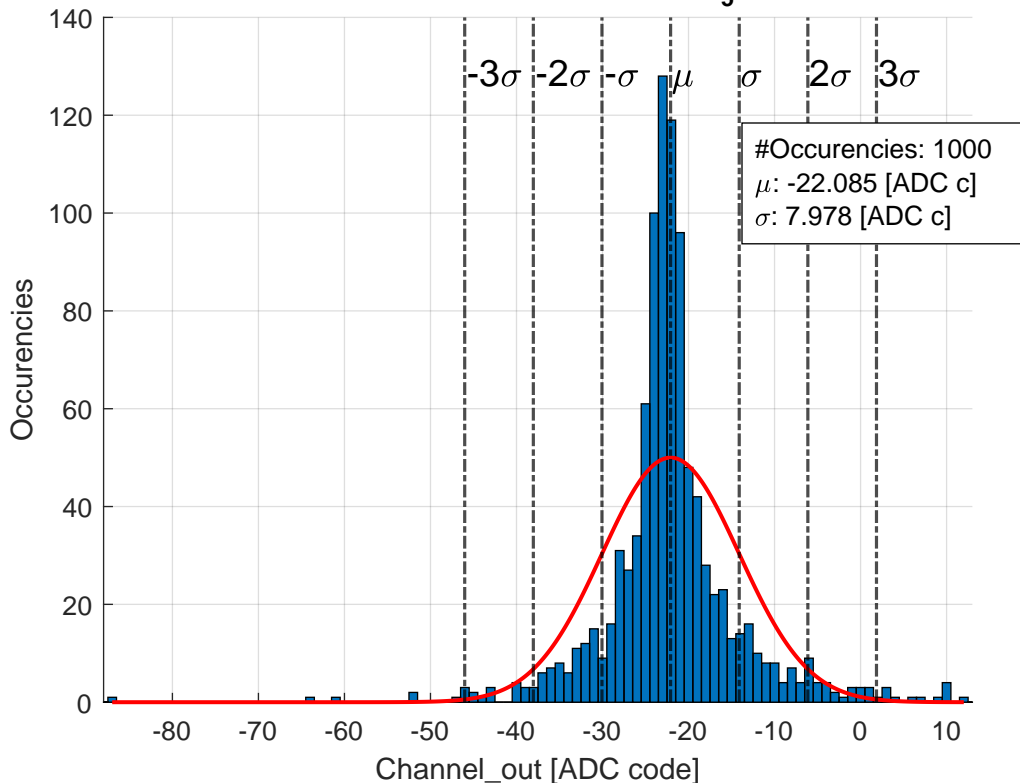 140
120
100
80
60
40
20
0
Occurencies
-3σ -2σ -σ μ σ 2σ 3σ
#Occurencies: 1000
μ: -22.085 [ADC c]
σ: 7.978 [ADC c]
-80 -70 -60 -50 -40 -30 -20 -10 0 10
Channel_out [ADC code]